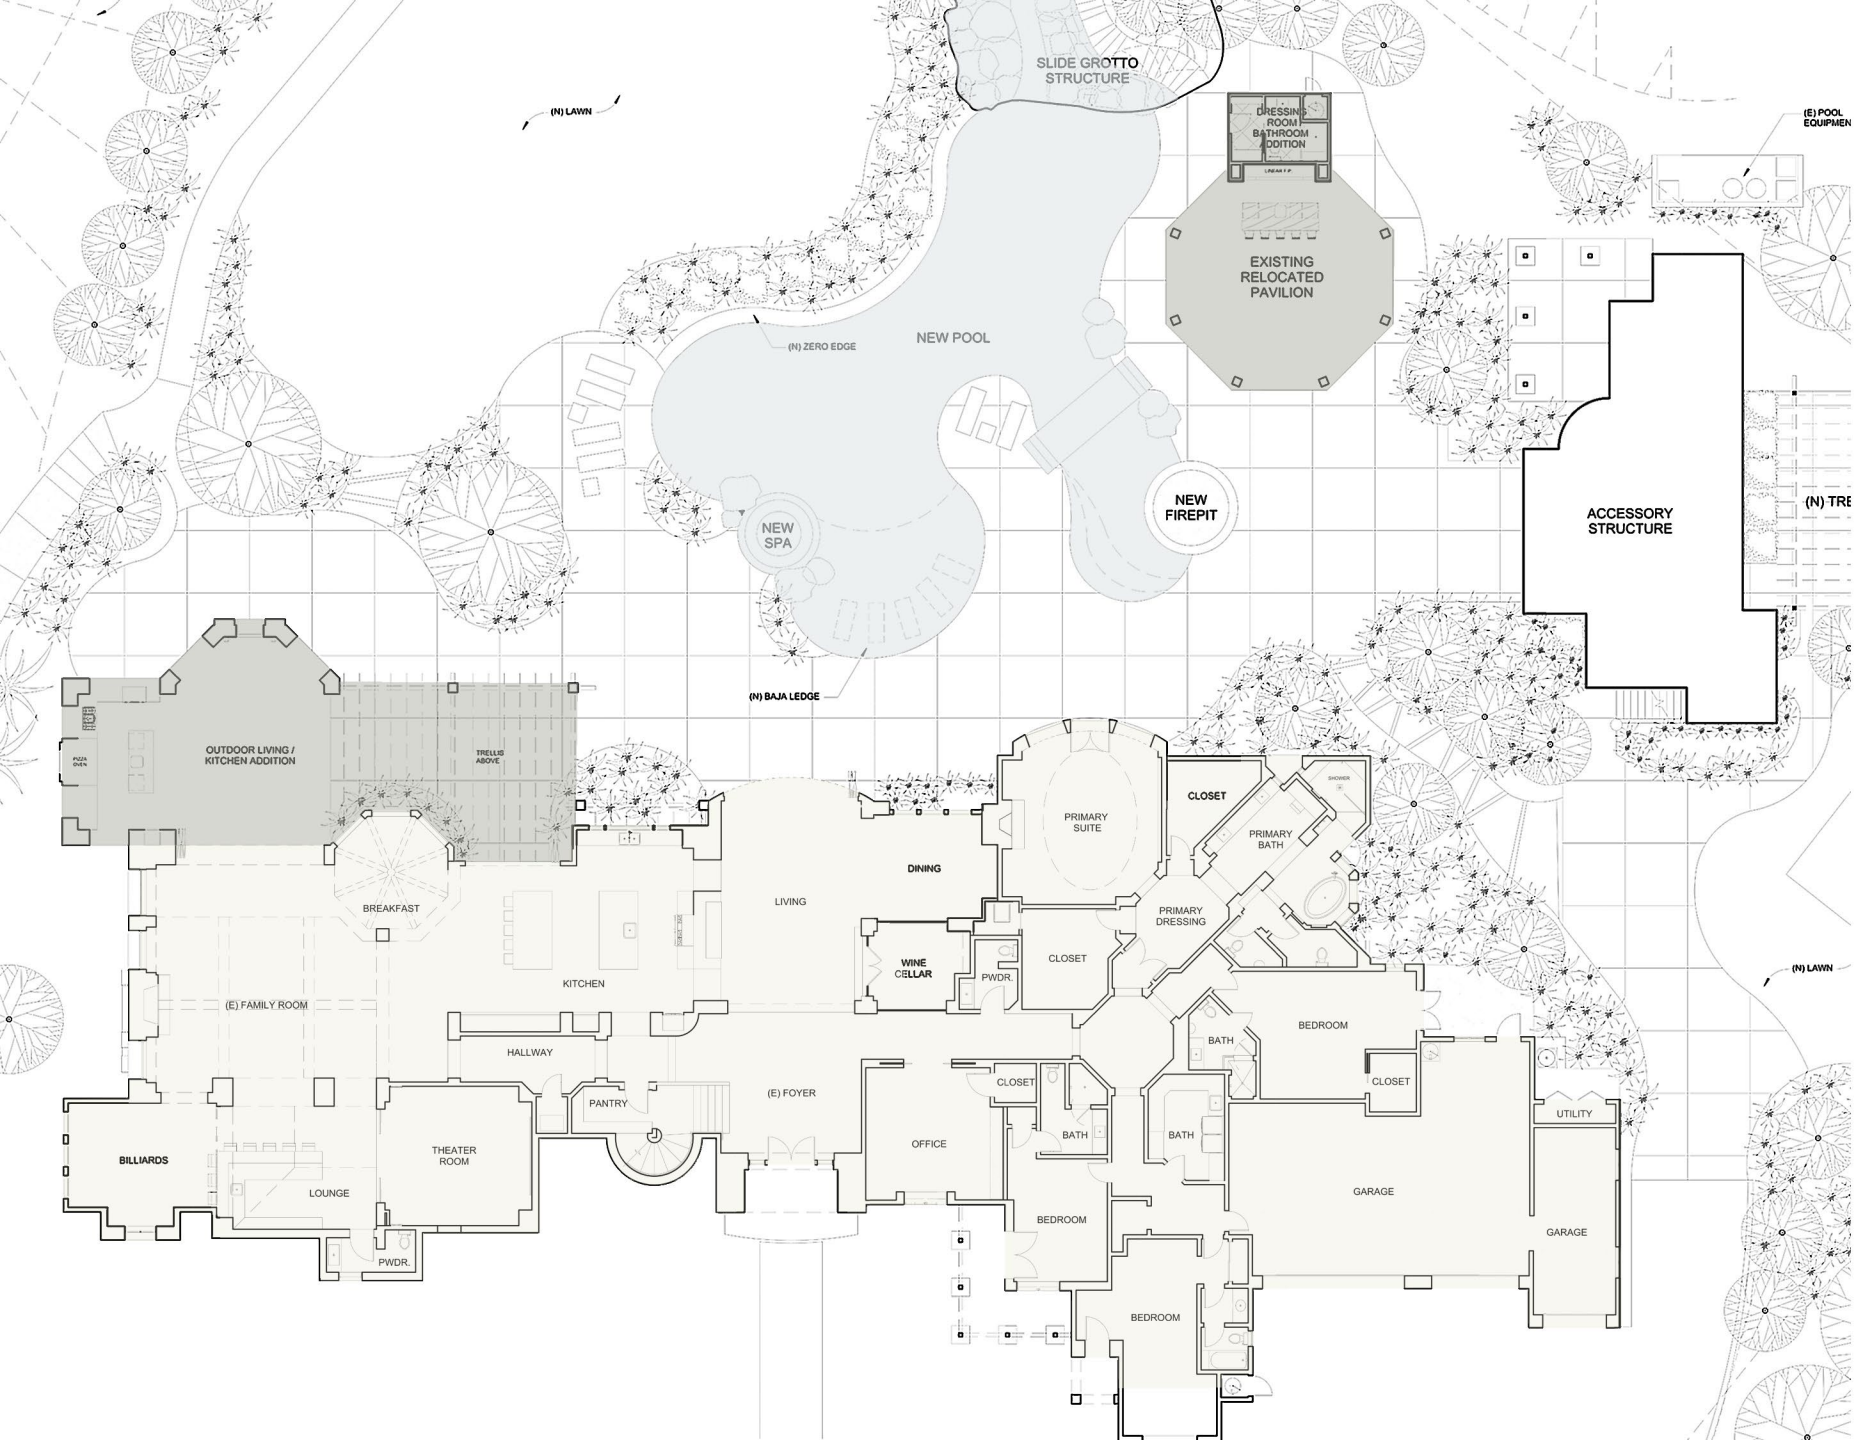 SLIDE GROTTO
STRUCTURE
(N) LAWN
DRESSING
ROOM
BATHROOM
ADDITION
(E) POOL
EQUIPMEN
EXISTING
RELOCATED
PAVILION
NEW POOL
(N) ZERO EDGE
NEW
FIREPIT
NEW
SPA
ACCESSORY
STRUCTURE
(N) TRE
(N) BAJA LEDGE
OUTDOOR LIVING /
KITCHEN ADDITION
TRELLIS
ABOVE
PIZZA
OVEN
CLOSET
SHOWER
PRIMARY
SUITE
PRIMARY
BATH
DINING
BREAKFAST
LIVING
PRIMARY
DRESSING
WINE
CELLAR
PWDR.
CLOSET
KITCHEN
(N) LAWN
(E) FAMILY ROOM
BEDROOM
HALLWAY
BATH
CLOSET
CLOSET
(E) FOYER
PANTRY
UTILITY
OFFICE
BATH
BATH
THEATER
ROOM
BILLIARDS
LOUNGE
GARAGE
BEDROOM
GARAGE
PWDR.
BEDROOM